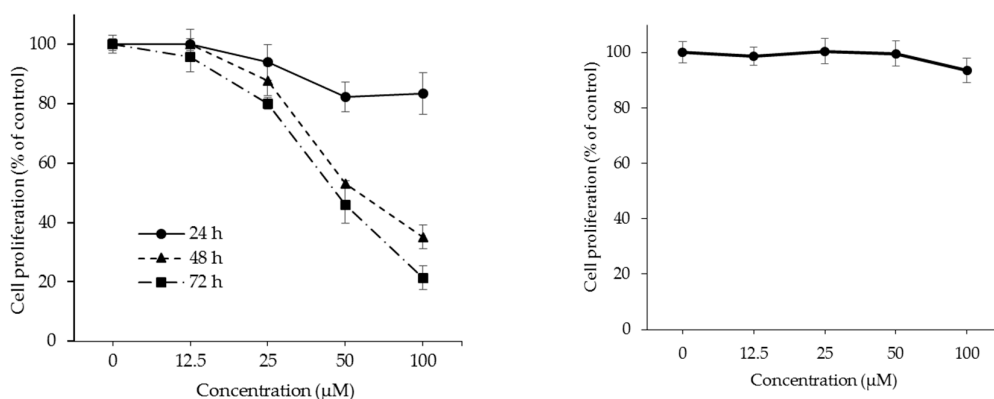 Cell proliferation (% of control)
100
80
60
40
20
0
24 h
48 h
72 h
0 12.5 25 50 100
Concentration (µM)
Cell proliferation (% of control)
100
80
60
40
20
0
0 12.5 25 50 100
Concentration (µM)